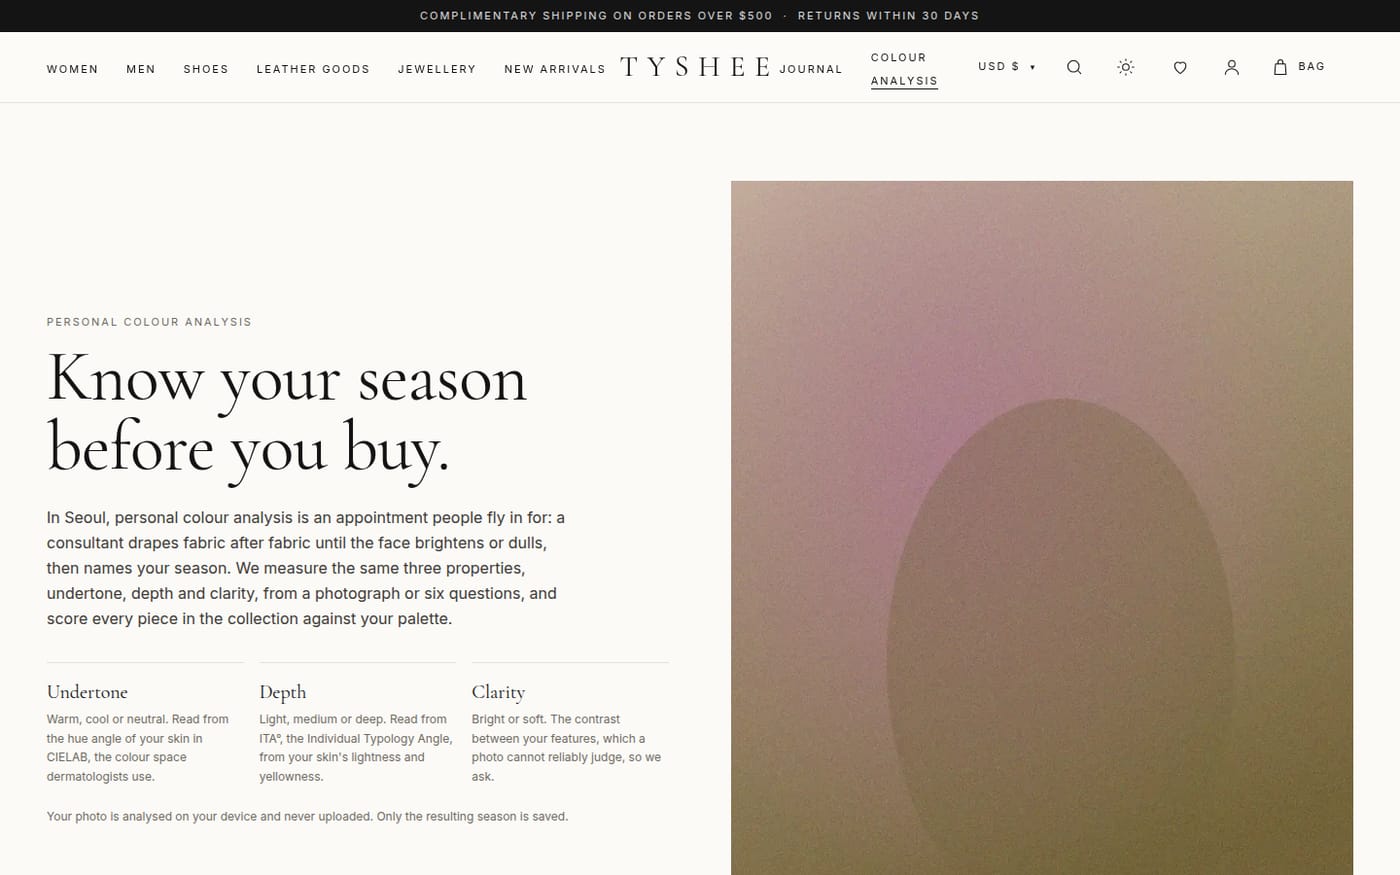 COMPLIMENTARY SHIPPING ON ORDERS OVER $500 · RETURNS WITHIN 30 DAYS
WOMEN MEN SHOES LEATHER GOODS JEWELLERY NEW ARRIVALS TYSHEE JOURNAL COLOUR ANALYSIS USD $ BAG
PERSONAL COLOUR ANALYSIS
Know your season
before you buy.
In Seoul, personal colour analysis is an appointment people fly in for: a
consultant drapes fabric after fabric until the face brightens or dulls,
then names your season. We measure the same three properties,
undertone, depth and clarity, from a photograph or six questions, and
score every piece in the collection against your palette.
Undertone
Warm, cool or neutral. Read from
the hue angle of your skin in
CIELAB, the colour space
dermatologists use.
Depth
Light, medium or deep. Read from
ITA°, the Individual Typology Angle,
from your skin's lightness and
yellowness.
Clarity
Bright or soft. The contrast
between your features, which a
photo cannot reliably judge, so we
ask.
Your photo is analysed on your device and never uploaded. Only the resulting season is saved.